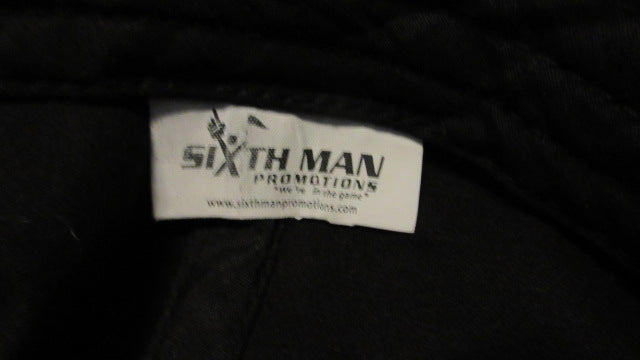 SIXTH MAN
PROMOTIONS
"We're in the game"
www.sixthmanpromotions.com